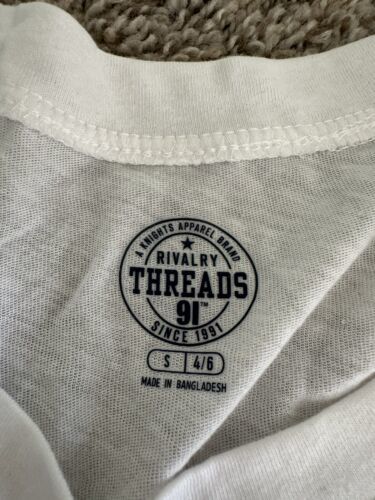 A KNIGHTS APPAREL BRAND
RIVALRY
THREADS
91™
SINCE 1991
S 4/6
MADE IN BANGLADESH